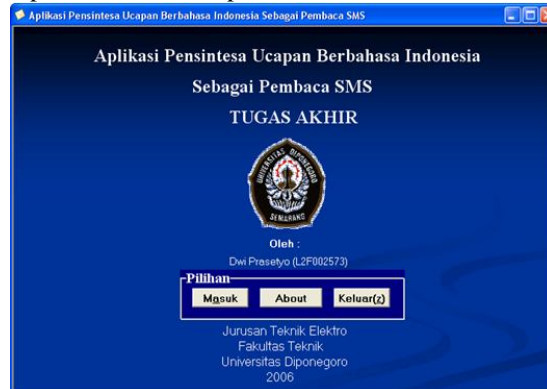 Aplikasi Pensintesa Ucapan Berbahasa Indonesia Sebagai Pembaca SMS
Aplikasi Pensintesa Ucapan Berbahasa Indonesia
Sebagai Pembaca SMS
TUGAS AKHIR
UNIVERSITAS DIPONEGORO
SEMARANG
Oleh :
Dwi Prasetyo (L2F002573)
Pilihan
Masuk About Keluar(z)
Jurusan Teknik Elektro
Fakultas Teknik
Universitas Diponegoro
2006